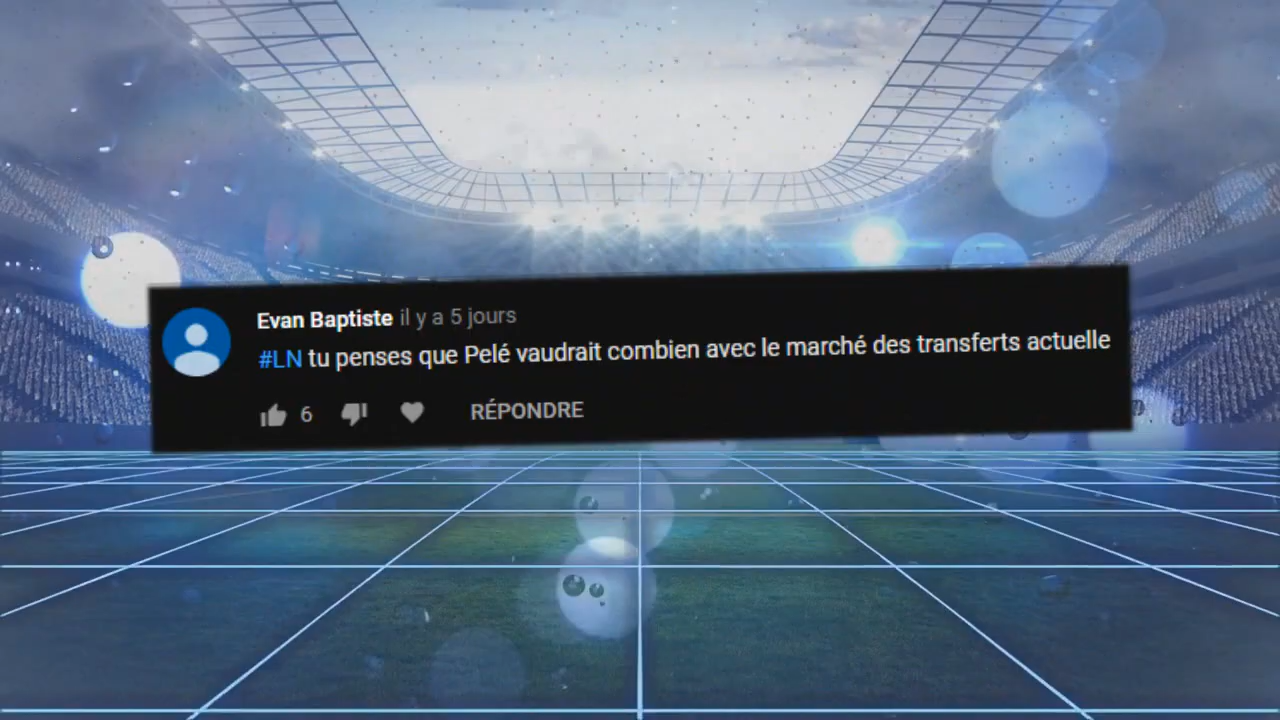 Evan Baptiste il y a 5 jours
#LN tu penses que Pelé vaudrait combien avec le marché des transferts actuelle
6 RÉPONDRE